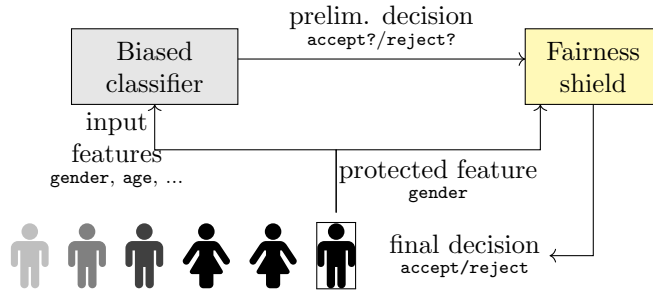 prelim. decision
accept?/reject?
Biased
classifier
Fairness
shield
input
features
gender, age, ...
protected feature
gender
final decision
accept/reject